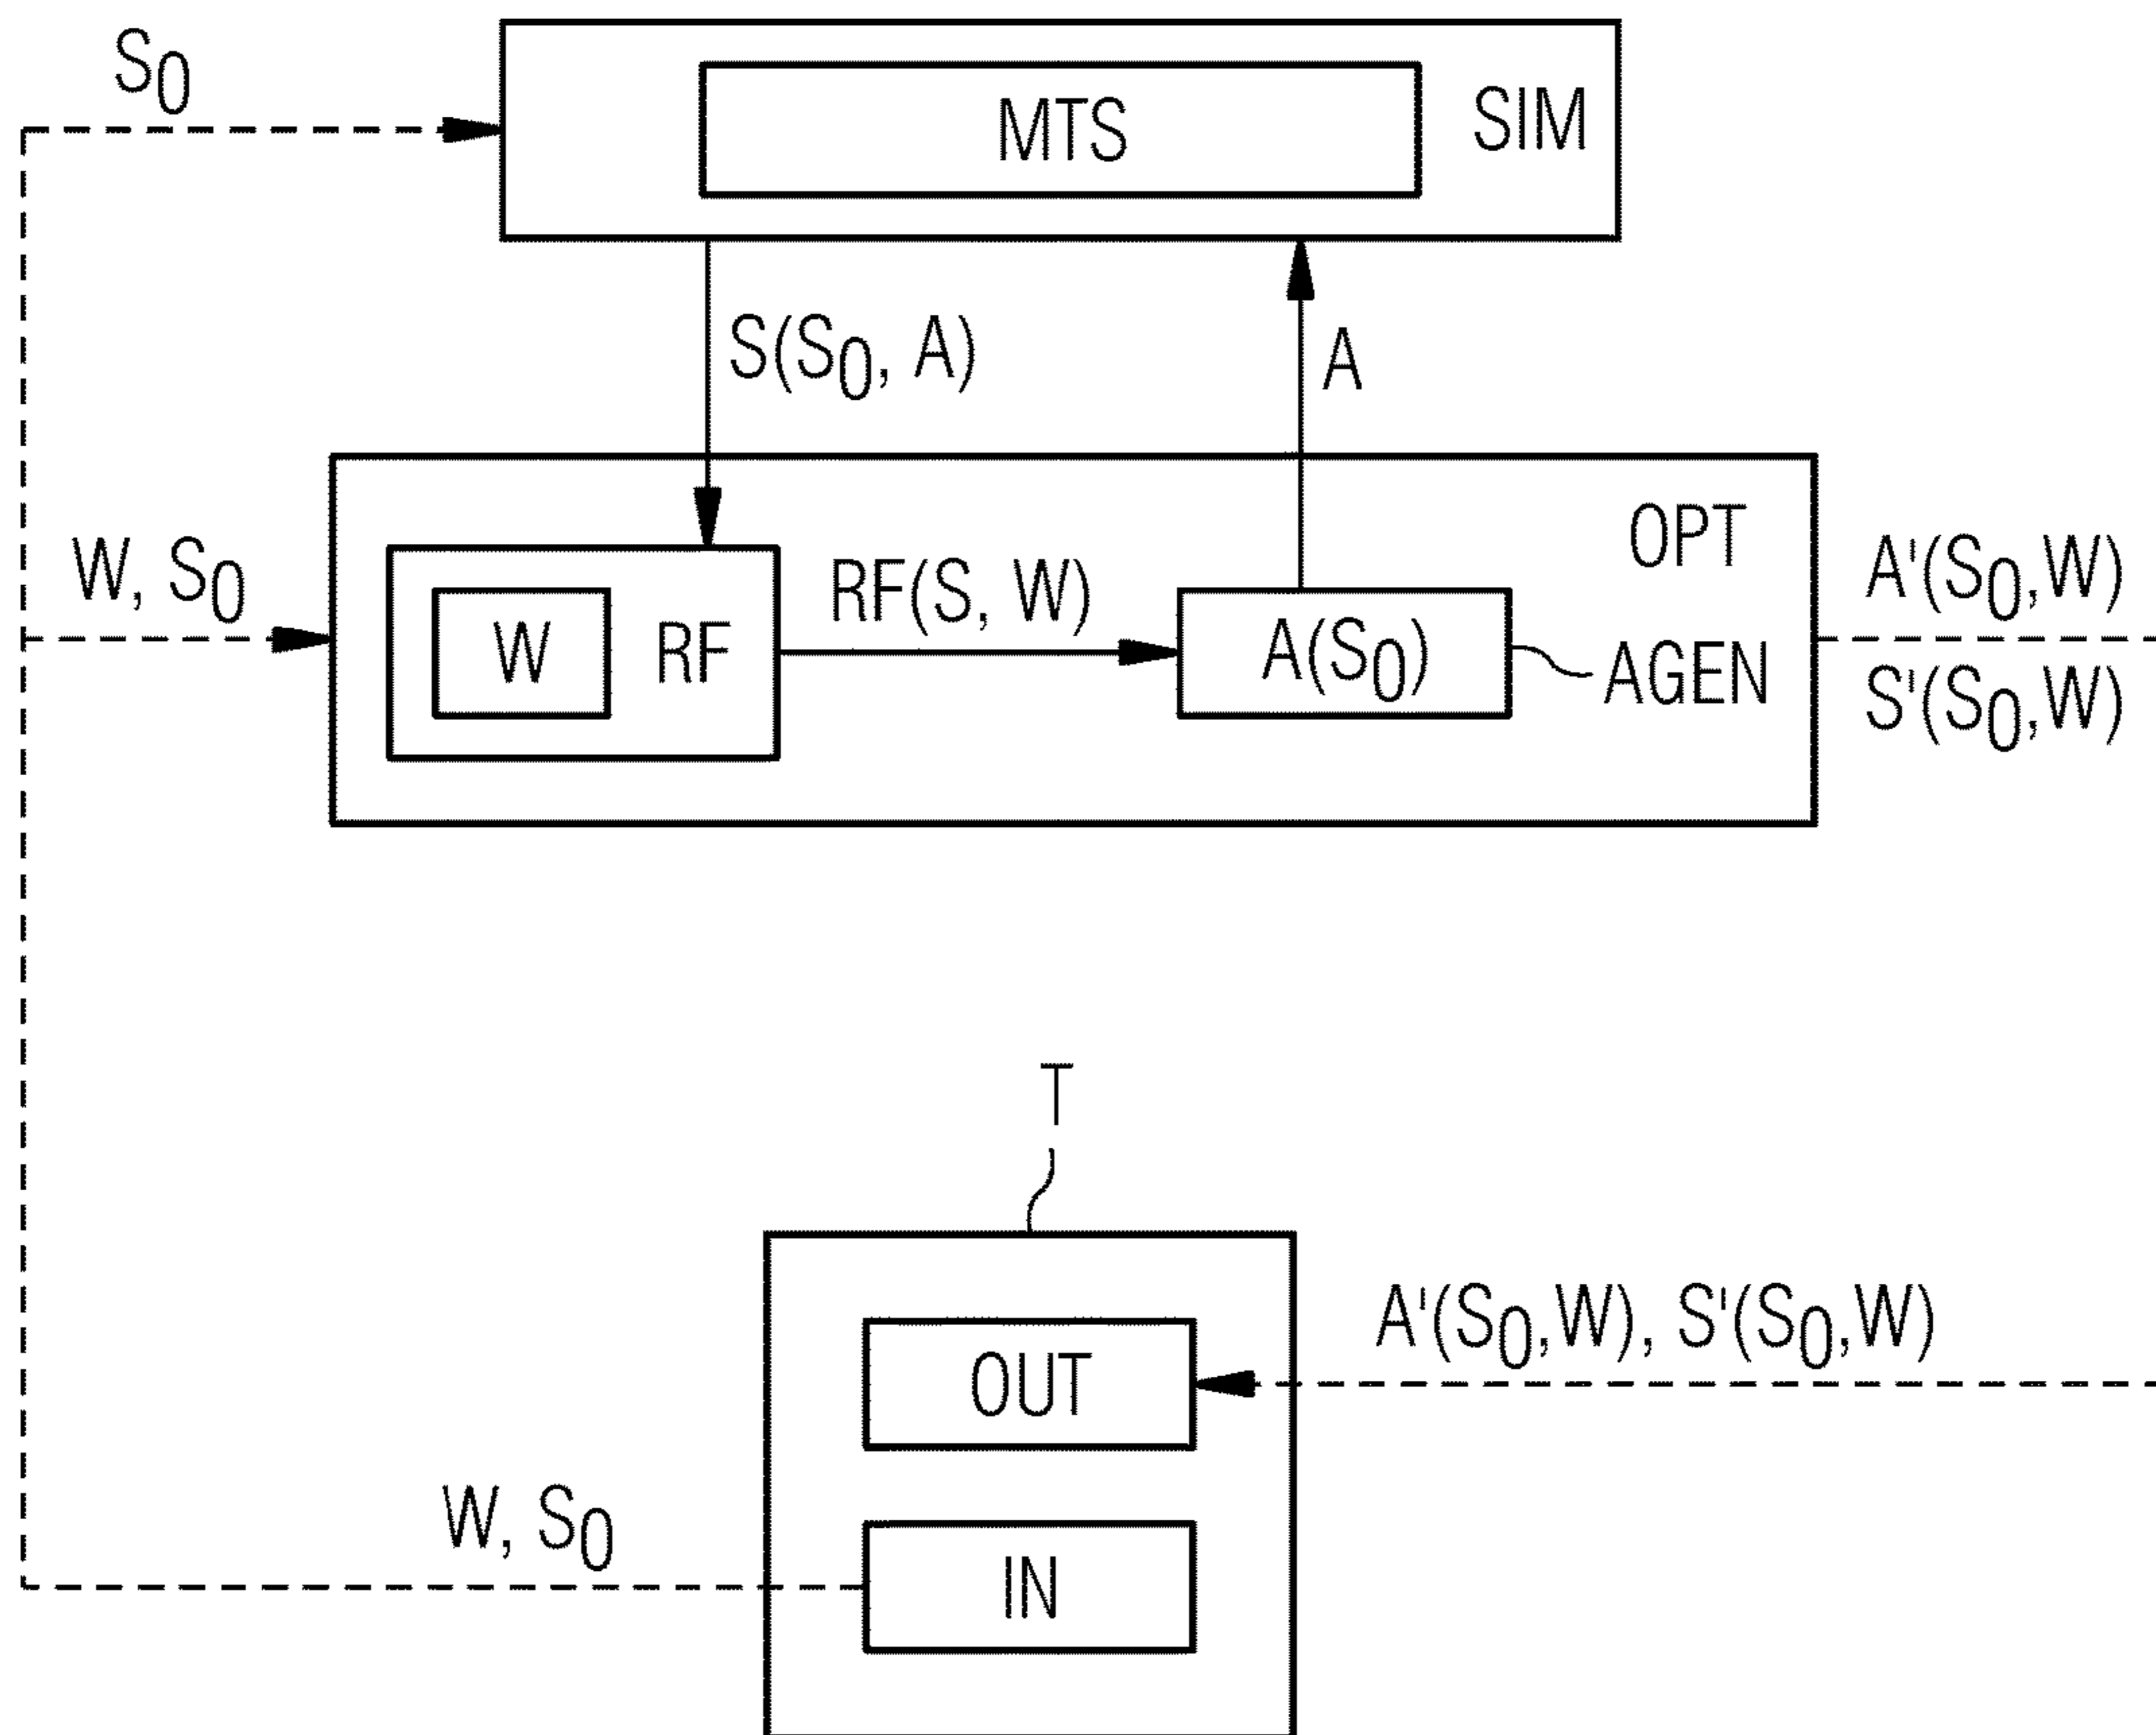 S0
MTS
SIM
S(S0, A)
A
OPT
W, S0
W
RF
RF(S, W)
A(S0)
AGEN
A'(S0,W)
S'(S0,W)
T
OUT
A'(S0,W), S'(S0,W)
W, S0
IN